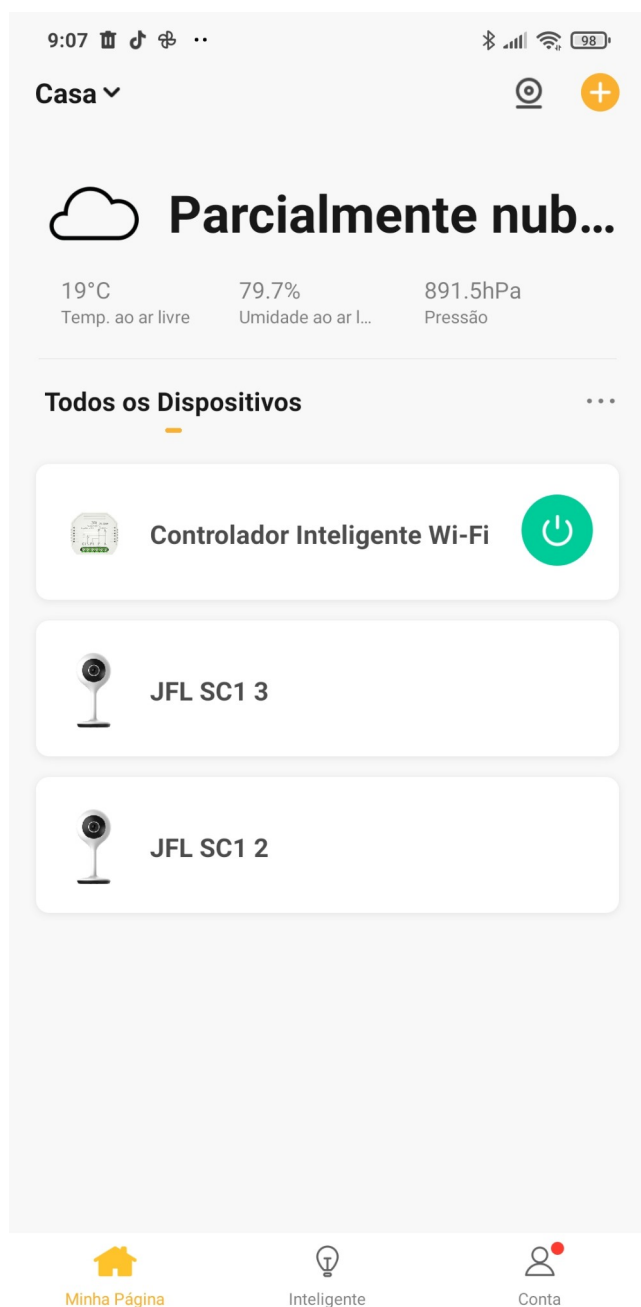 9:07
98
Casa
Parcialmente nub...
19°C 79.7% 891.5hPa
Temp. ao ar livre Umidade ao ar l... Pressão
Todos os Dispositivos
Controlador Inteligente Wi-Fi
JFL SC1 3
JFL SC1 2
Minha Página Inteligente Conta